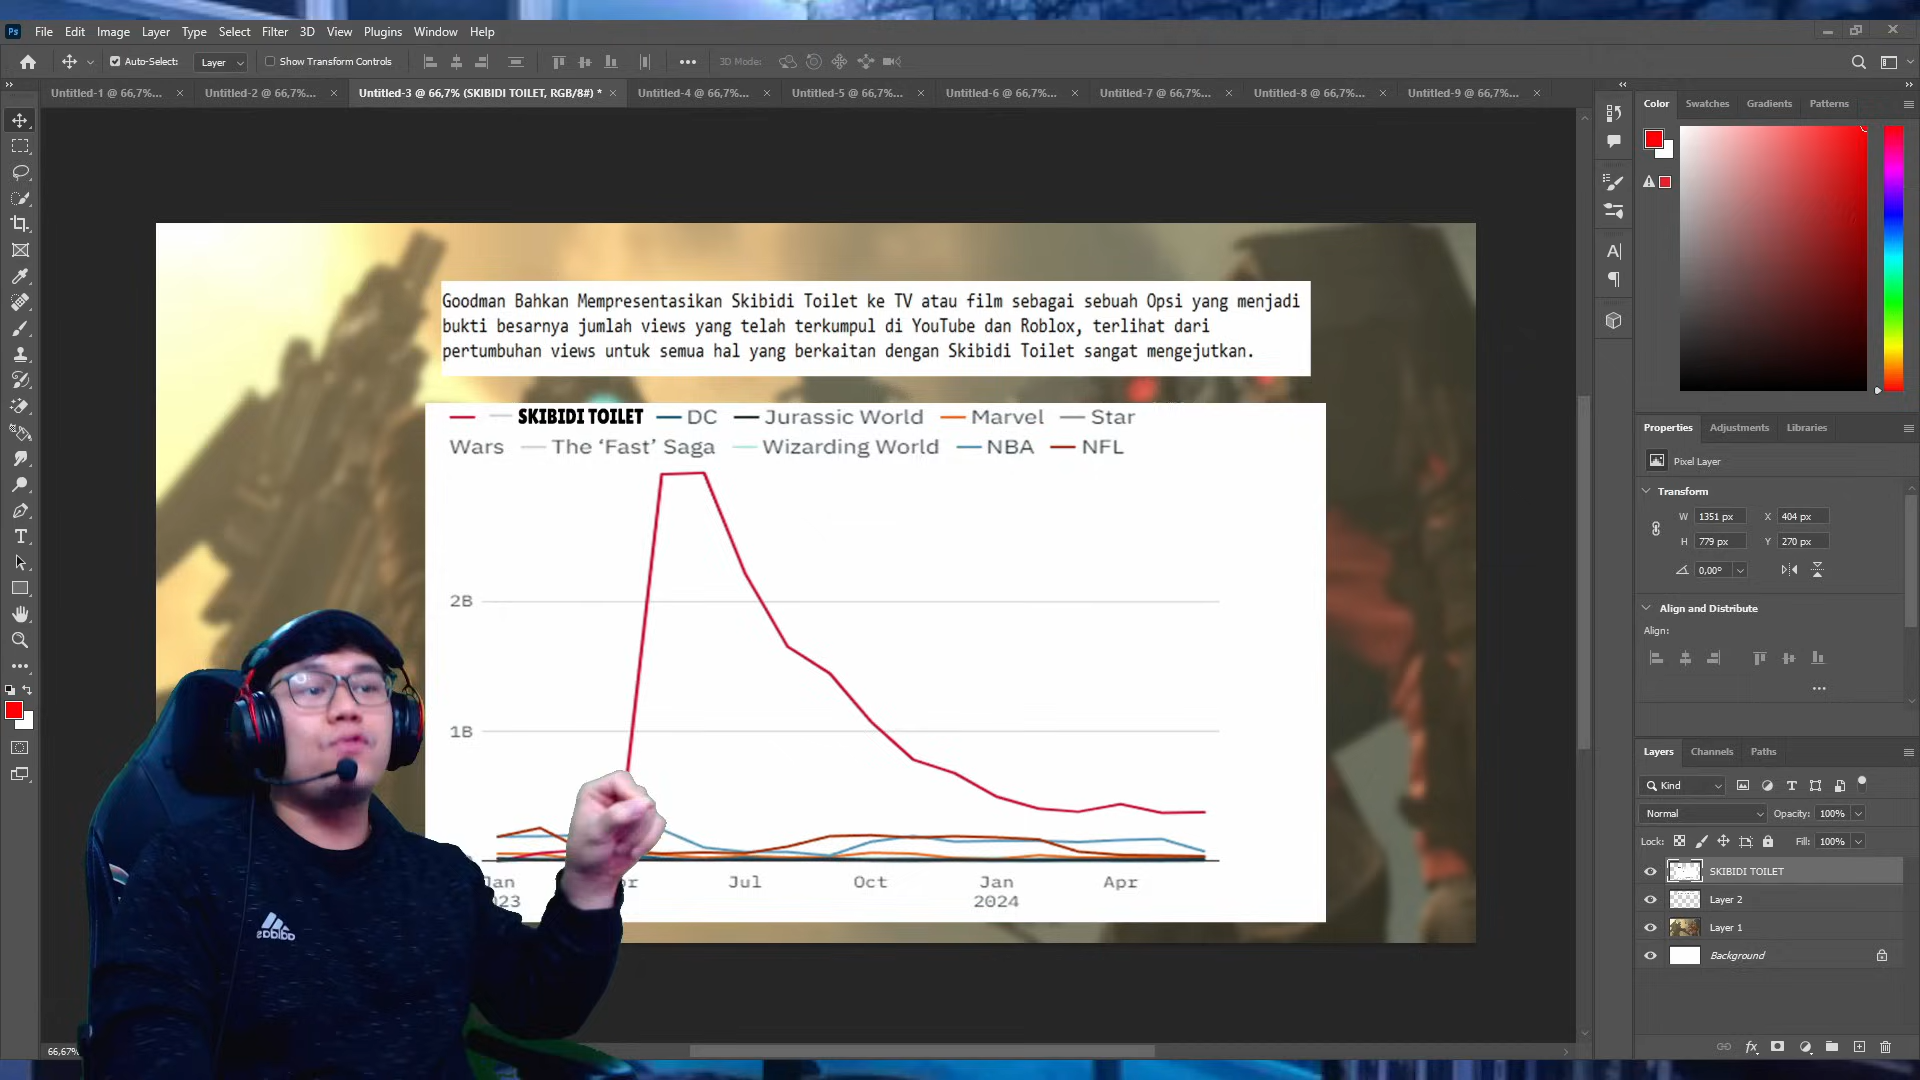 Ps File Edit Image Layer Type Select Filter 3D View Plugins Window Help
Auto-Select: Layer Show Transform Controls 3D Mode:
Untitled-1 @ 66,7%... Untitled-2 @ 66,7%... Untitled-3 @ 66,7% (SKIBIDI TOILET, RGB/8#) * Untitled-4 @ 66,7%... Untitled-5 @ 66,7%... Untitled-6 @ 66,7%... Untitled-7 @ 66,7%... Untitled-8 @ 66,7%... Untitled-9 @ 66,7%...
Goodman Bahkan Mempresentasikan Skibidi Toilet ke TV atau film sebagai sebuah Opsi yang menjadi
bukti besarnya jumlah views yang telah terkumpul di YouTube dan Roblox, terlihat dari
pertumbuhan views untuk semua hal yang berkaitan dengan Skibidi Toilet sangat mengejutkan.
SKIBIDI TOILET DC Jurassic World Marvel Star
Wars The ‘Fast’ Saga Wizarding World NBA NFL
2B
1B
Jul Oct Jan Apr
2024
adidas
66,67%
Color Swatches Gradients Patterns
Properties Adjustments Libraries
Pixel Layer
Transform
W 1351 px X 404 px
H 779 px Y 270 px
0,00°
Align and Distribute
Align:
Layers Channels Paths
Kind
Normal Opacity: 100%
Lock: Fill: 100%
SKIBIDI TOILET
Layer 2
Layer 1
Background